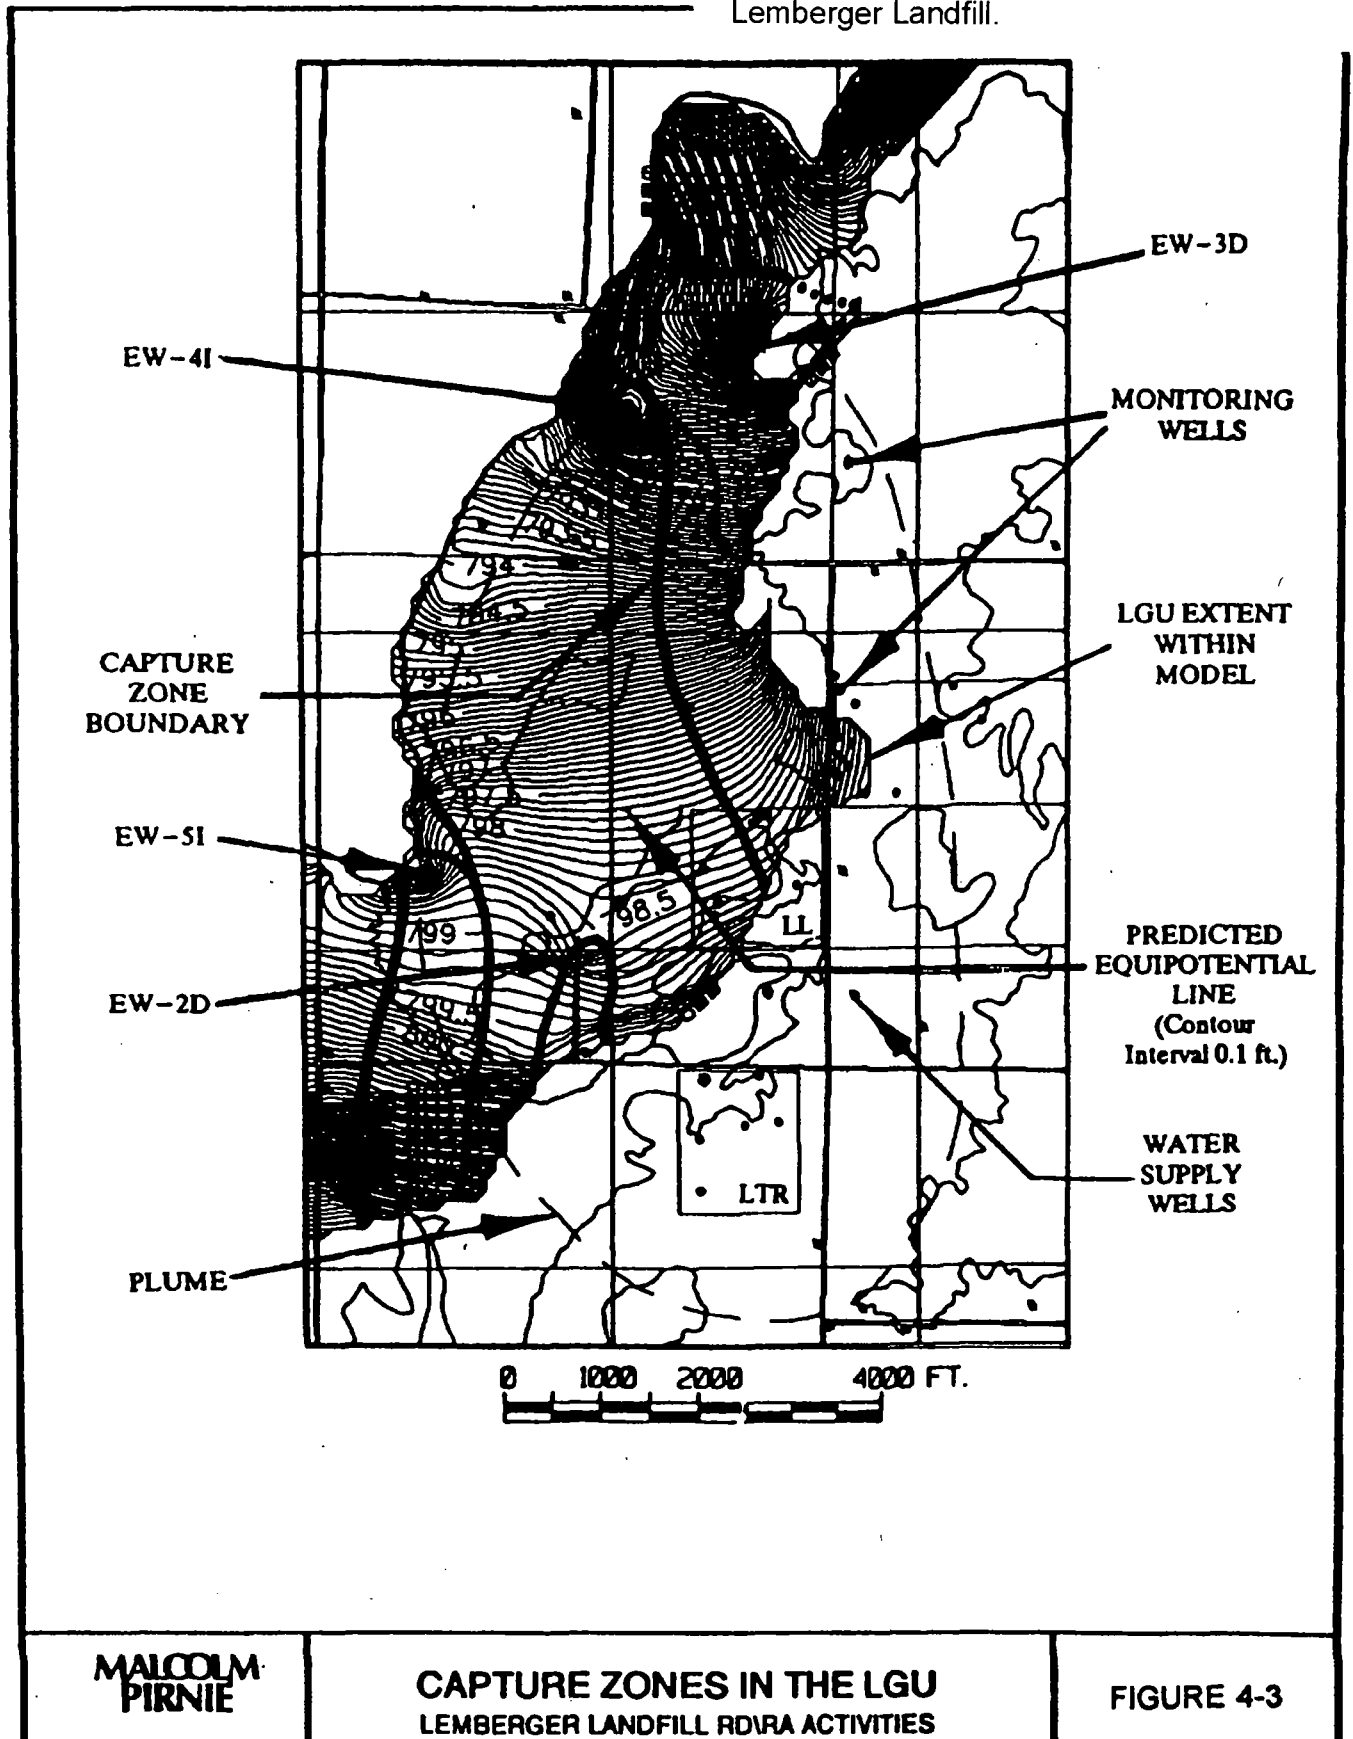 Lemberger Landfill.
EW-3D
EW-4I
MONITORING
WELLS
794
LGU EXTENT
WITHIN
MODEL
CAPTURE
ZONE
BOUNDARY
EW-5I
98.5
LL
799
PREDICTED
EQUIPOTENTIAL
LINE
(Contour
Interval 0.1 ft.)
EW-2D
799.5
WATER
SUPPLY
WELLS
LTR
PLUME
0 1000 2000 4000 FT.
MALCOLM
PIRNIE
CAPTURE ZONES IN THE LGU
LEMBERGER LANDFILL RD\RA ACTIVITIES
FIGURE 4-3